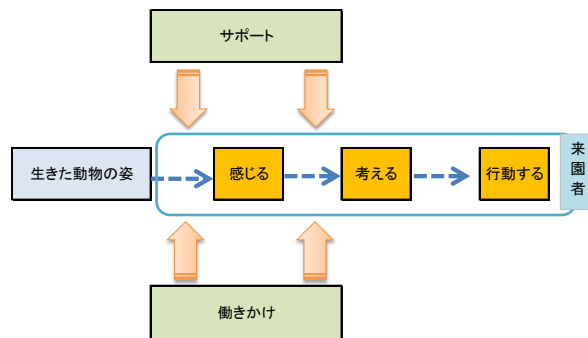 サポート
生きた動物の姿
感じる
考える
行動する
来園者
働きかけ